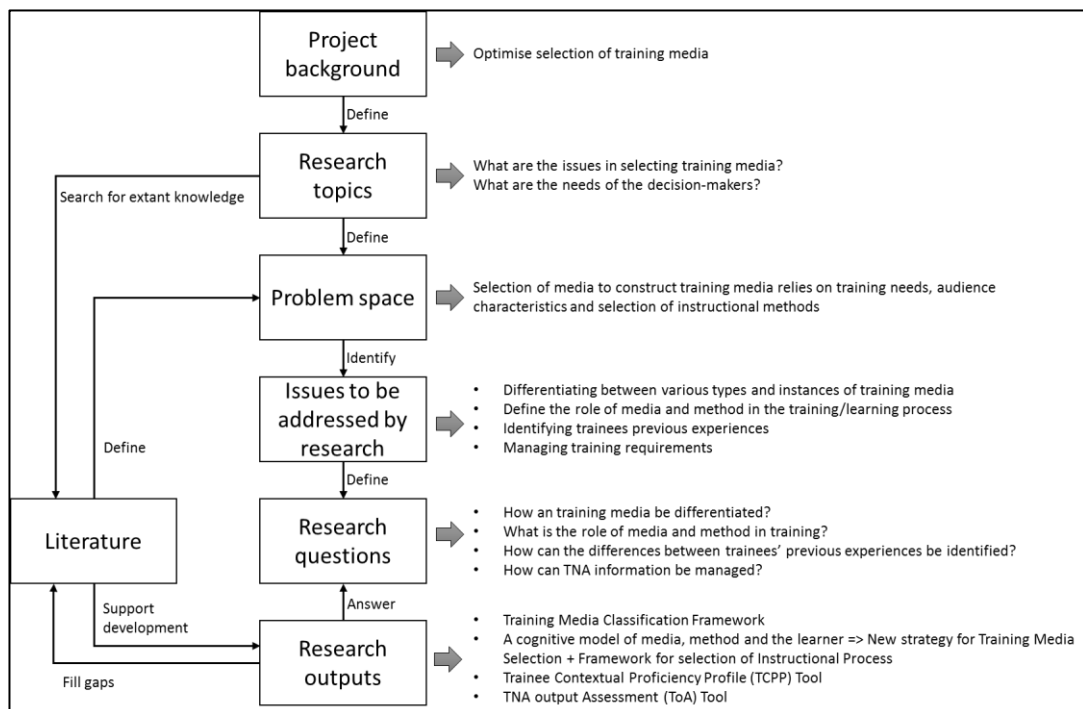 Project
background
Optimise selection of training media
Define
Research
topics
What are the issues in selecting training media?
What are the needs of the decision-makers?
Search for extant knowledge
Define
Problem space
Selection of media to construct training media relies on training needs, audience
characteristics and selection of instructional methods
Identify
Issues to be
addressed by
research
• Differentiating between various types and instances of training media
• Define the role of media and method in the training/learning process
• Identifying trainees previous experiences
• Managing training requirements
Define
Define
Literature
Research
questions
• How an training media be differentiated?
• What is the role of media and method in training?
• How can the differences between trainees’ previous experiences be identified?
• How can TNA information be managed?
Support
development
Answer
Research
outputs
Fill gaps
• Training Media Classification Framework
• A cognitive model of media, method and the learner => New strategy for Training Media
Selection + Framework for selection of Instructional Process
• Trainee Contextual Proficiency Profile (TCPP) Tool
• TNA output Assessment (ToA) Tool